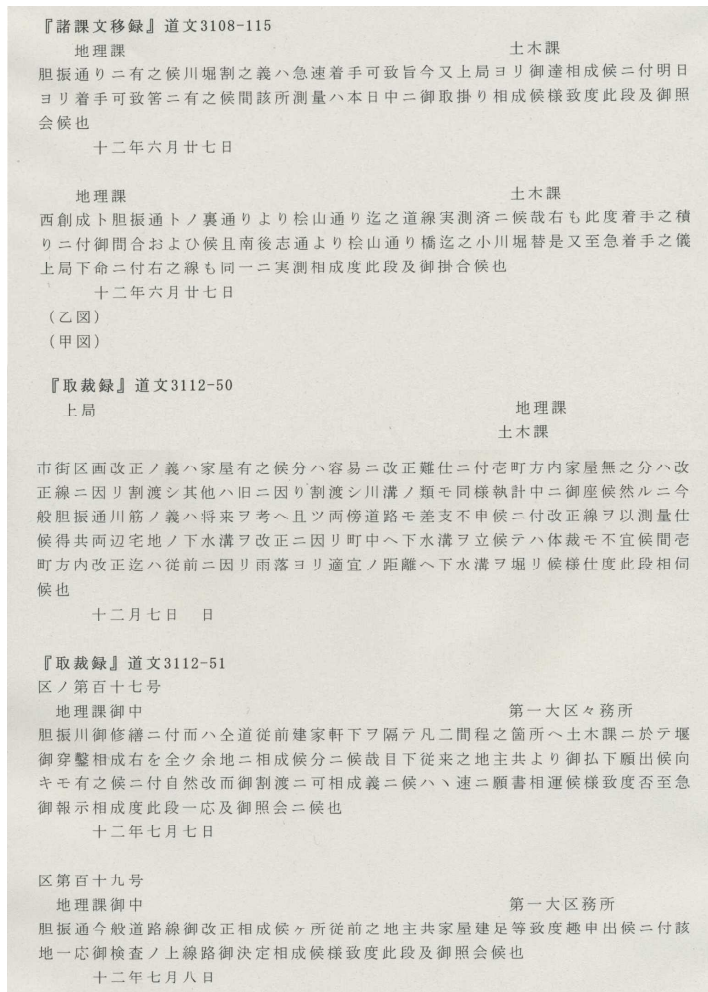 『諸課文移録』道文3108-115
地理課　土木課
胆振通りニ有之候川堀割之義ハ急速着手可致旨今又上局ヨリ御達相成候ニ付明日
ヨリ着手可致筈ニ有之候間該所測量ハ本日中ニ御取掛り相成候様致度此段及御照
会候也
十二年六月廿七日
地理課　土木課
西創成ト胆振通トノ裏通りより桧山通り迄之道線実測済ニ候哉右も此度着手之積
りニ付御問合および候且南後志通より桧山通り橋迄之小川堀替是又至急着手之儀
上局下命ニ付右之線も同一ニ実測相成度此段及御掛合候也
十二年六月廿七日
（乙図）
（甲図）
『取裁録』道文3112-50
上局　地理課
土木課
市街区画改正ノ義ハ家屋有之候分ハ容易ニ改正難仕ニ付壱町方内家屋無之分ハ改
正線ニ因リ割渡シ其他ハ旧ニ因り割渡シ川溝ノ類モ同様執計中ニ御座候然ルニ今
般胆振通川筋ノ義ハ将来ヲ考ヘ且ツ両傍道路モ差支不申候ニ付改正線ヲ以測量仕
候得共両辺宅地ノ下水溝ヲ改正ニ因リ町中ヘ下水溝ヲ立候テハ体裁モ不宜候間壱
町方内改正迄ハ従前ニ因リ雨落ヨリ適宜ノ距離ヘ下水溝ヲ堀リ候様仕度此段相伺
候也
十二月七日　日
『取裁録』道文3112-51
区ノ第百十七号
地理課御中　第一大区々務所
胆振川御修繕ニ付而ハ仝道従前建家軒下ヲ隔テ凡二間程之箇所ヘ土木課ニ於テ堰
御穿鑿相成右を全ク余地ニ相成候分ニ候哉目下従来之地主共より御払下願出候向
キモ有之候ニ付自然改而御割渡ニ可相成義ニ候ハヽ速ニ願書相運候様致度否至急
御報示相成度此段一応及御照会ニ候也
十二年七月七日
区第百十九号
地理課御中　第一大区務所
胆振通今般道路線御改正相成候ヶ所従前之地主共家屋建足等致度趣申出候ニ付該
地一応御検査ノ上線路御決定相成候様致度此段及御照会候也
十二年七月八日